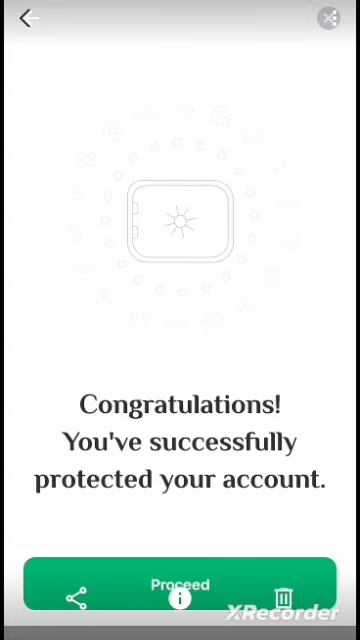 Congratulations!
You've successfully
protected your account.
Proceed
XRecorder